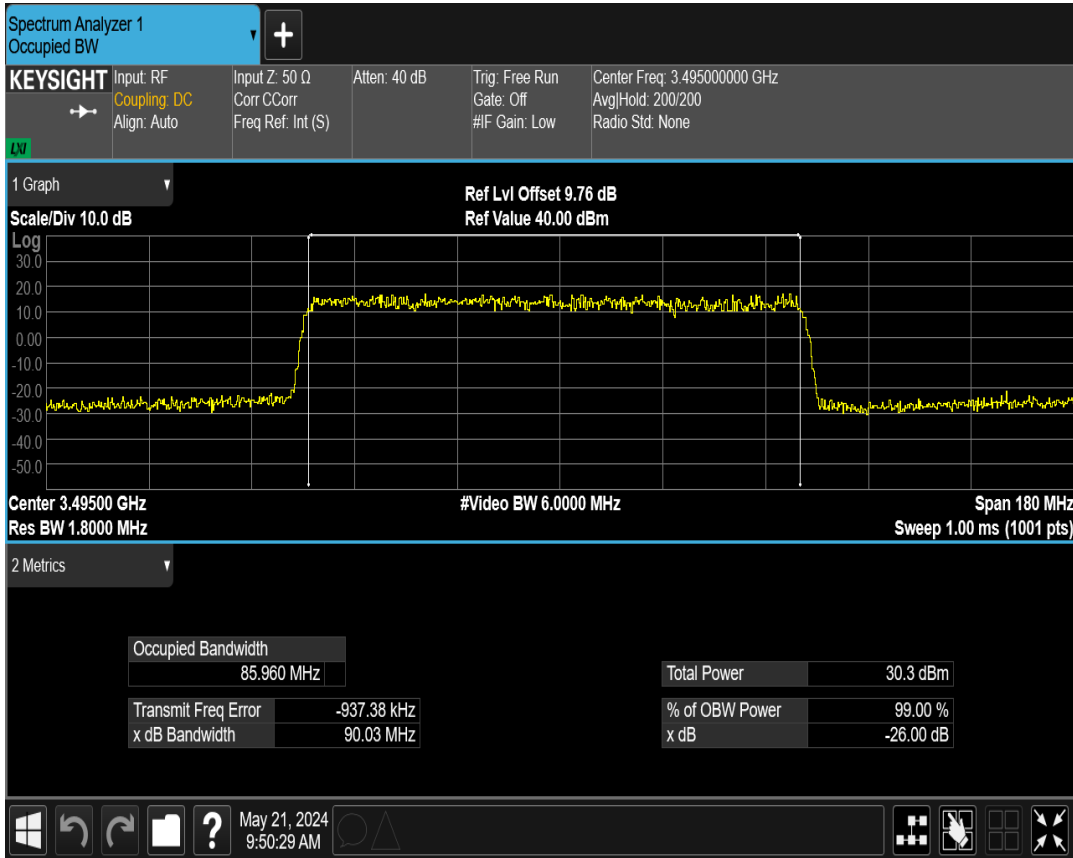 Spectrum Analyzer 1
Occupied BW
+
KEYSIGHT Input: RF Input Z: 50 Ω Atten: 40 dB Trig: Free Run Center Freq: 3.495000000 GHz
Coupling: DC Corr CCorr Gate: Off Avg|Hold: 200/200
Align: Auto Freq Ref: Int (S) #IF Gain: Low Radio Std: None
LXI
1 Graph
Ref Lvl Offset 9.76 dB
Scale/Div 10.0 dB Ref Value 40.00 dBm
Log
30.0
20.0
10.0
0.00
-10.0
-20.0
-30.0
-40.0
-50.0
Center 3.49500 GHz #Video BW 6.0000 MHz Span 180 MHz
Res BW 1.8000 MHz Sweep 1.00 ms (1001 pts)
2 Metrics
Occupied Bandwidth
85.960 MHz Total Power 30.3 dBm
Transmit Freq Error -937.38 kHz % of OBW Power 99.00 %
x dB Bandwidth 90.03 MHz x dB -26.00 dB
? May 21, 2024
9:50:29 AM